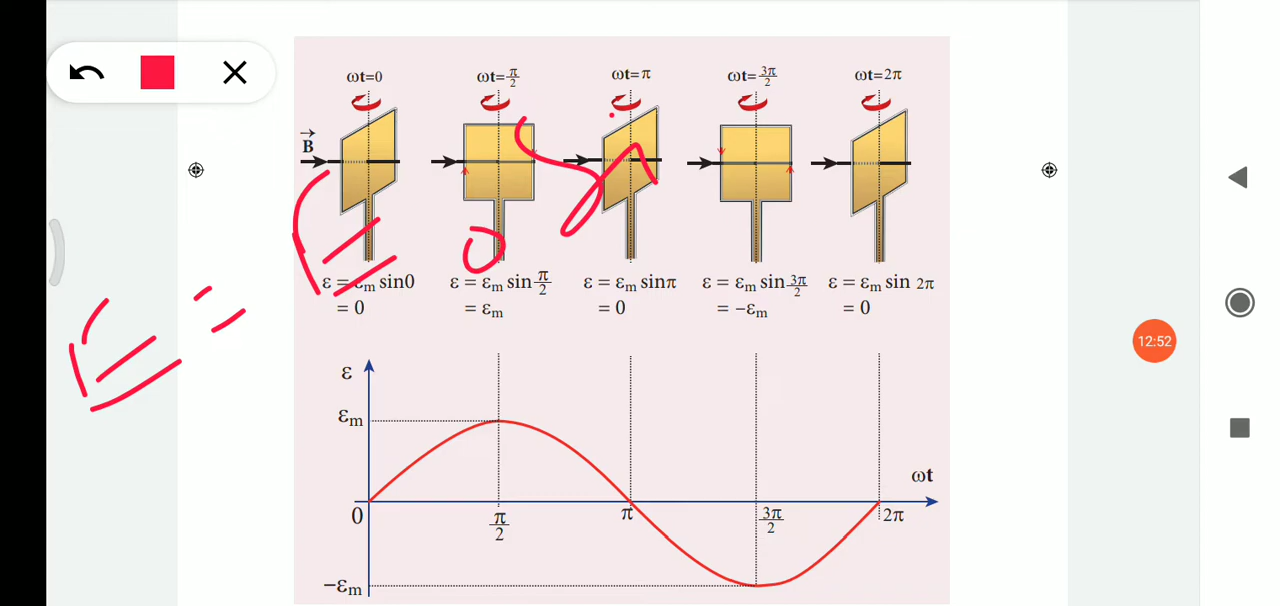 ωt=0 ωt=π/2 ωt=π ωt=3π/2 ωt=2π
B⃗
ε = εm sin0 ε = εm sin π/2 ε = εm sinπ ε = εm sin 3π/2 ε = εm sin 2π
= 0 = εm = 0 = −εm = 0
12:52
ε
εm
ωt
0 π/2 π 3π/2 2π
−εm